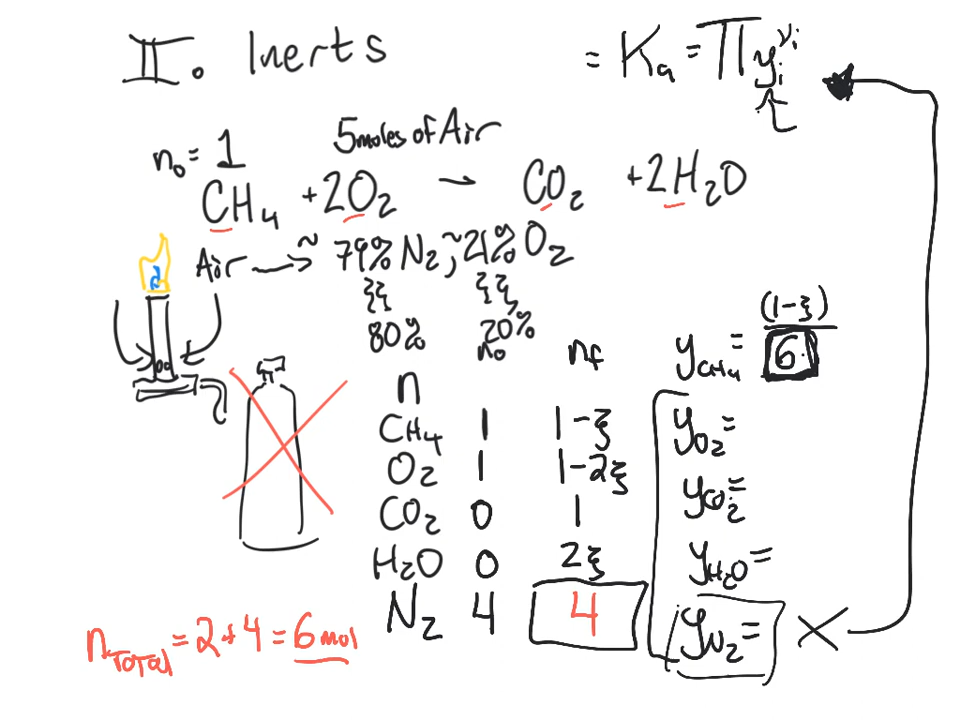 II. Inerts
= Ka = Π yi^νi
n₀ = 1
5 moles of Air
CH₄ + 2O₂ → CO₂ + 2H₂O
Air → ~79% N₂, ~21% O₂
80% 20%
n n₀ nf
CH₄ 1 1-ξ
O₂ 1 1-2ξ
CO₂ 0 1
H₂O 0 2ξ
N₂ 4 4
yCH₄ = (1-ξ)/6
yO₂ =
yCO₂ =
yH₂O =
yN₂ =
nTotal = 2 + 4 = 6 mol